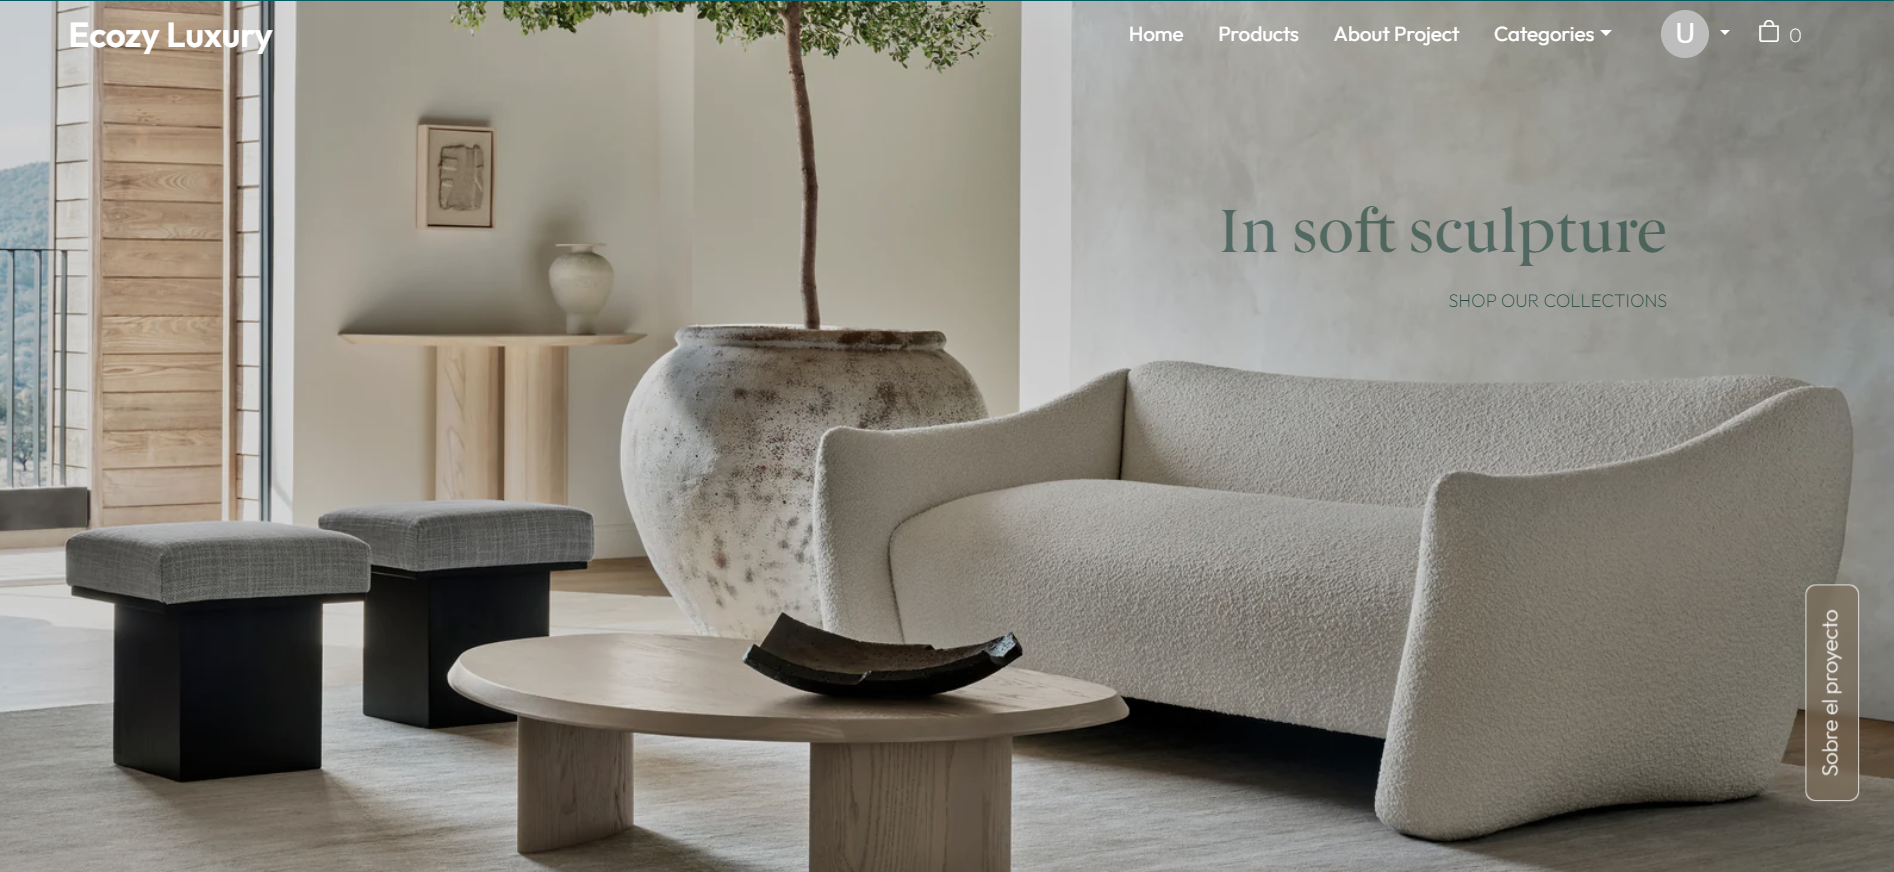 Ecozy Luxury
Home
Products
About Project
Categories
U
0
In soft sculpture
SHOP OUR COLLECTIONS
Sobre el proyecto